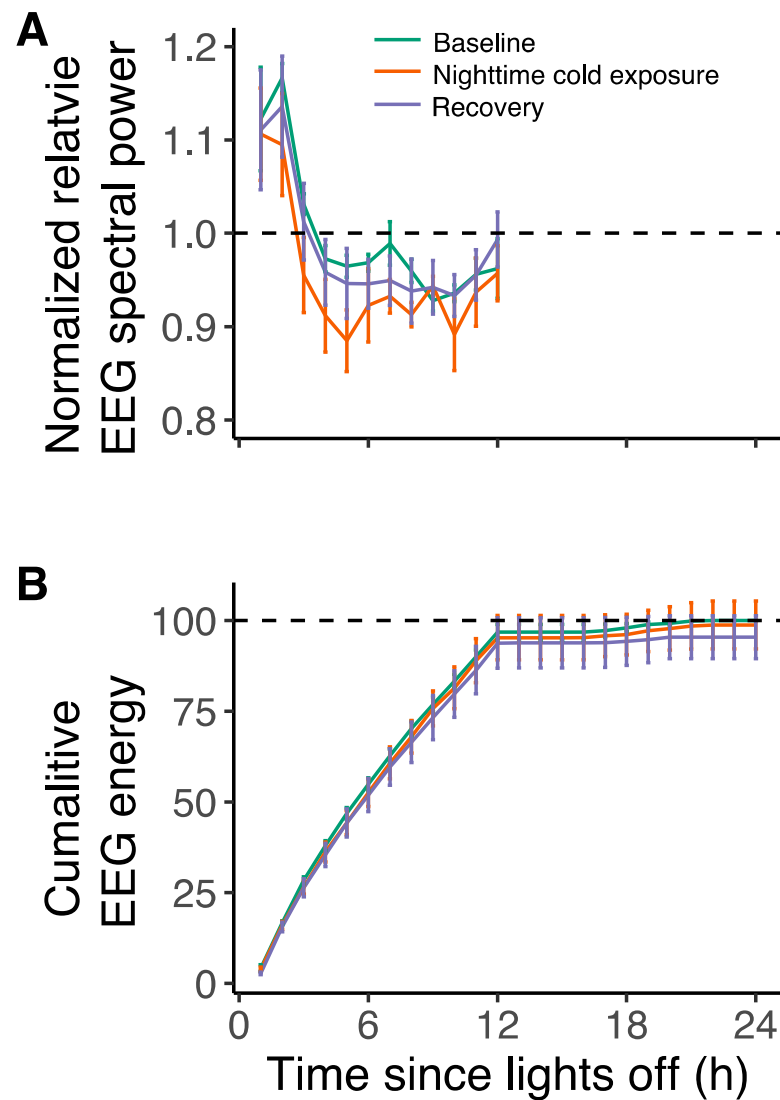 A
Normalized relatvie
EEG spectral power
1.2
1.1
1.0
0.9
0.8
Baseline
Nighttime cold exposure
Recovery
B
Cumalitive
EEG energy
100
75
50
25
0
0 6 12 18 24
Time since lights off (h)